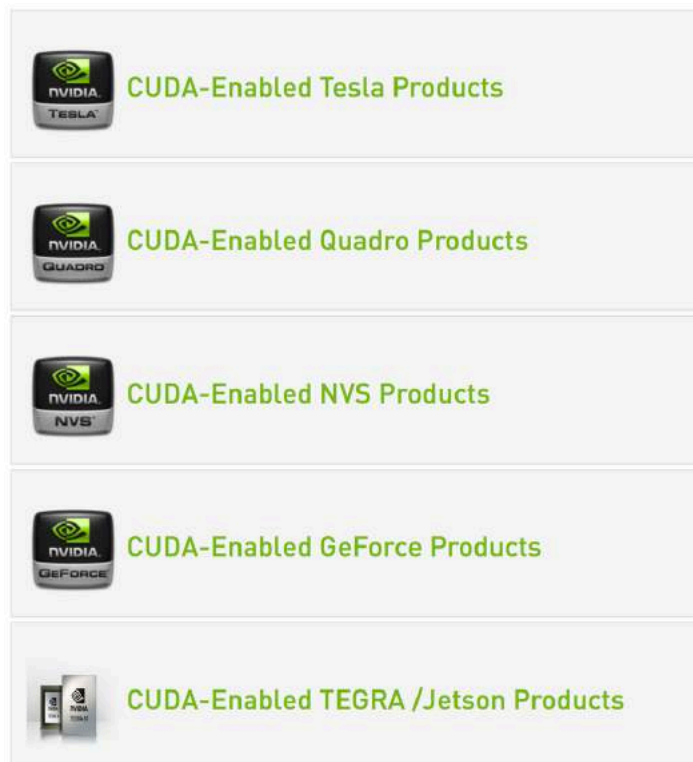 NVIDIA.
TESLA
CUDA-Enabled Tesla Products
NVIDIA.
QUADRO
CUDA-Enabled Quadro Products
NVIDIA.
NVS
CUDA-Enabled NVS Products
NVIDIA.
GEFORCE
CUDA-Enabled GeForce Products
NVIDIA
CUDA-Enabled TEGRA /Jetson Products